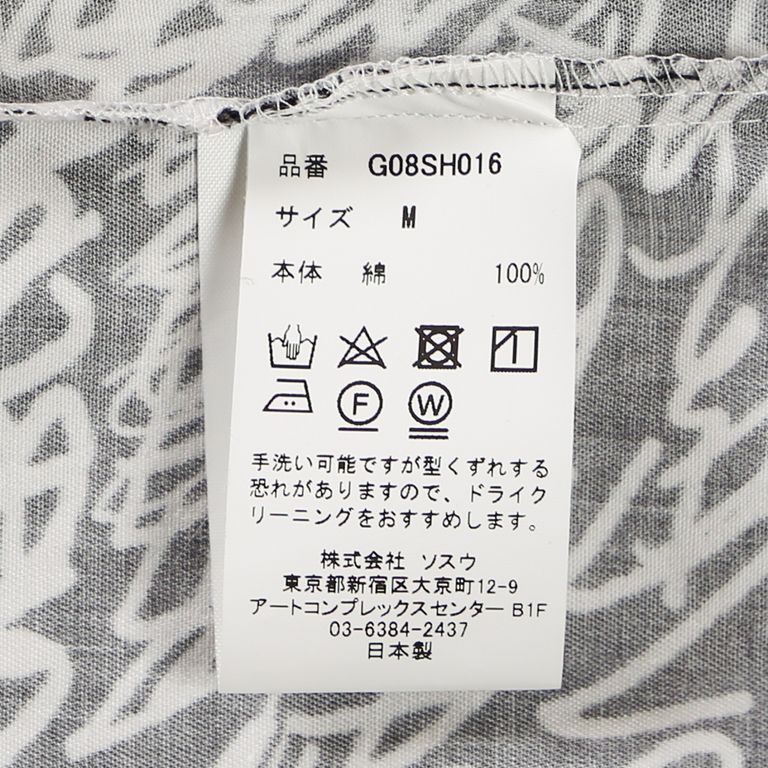 品番 G08SH016
サイズ M
本体 綿 100%
F W
手洗い可能ですが型くずれする
恐れがありますので、ドライク
リーニングをおすすめします。
株式会社 ソスウ
東京都新宿区大京町12-9
アートコンプレックスセンター B1F
03-6384-2437
日本製